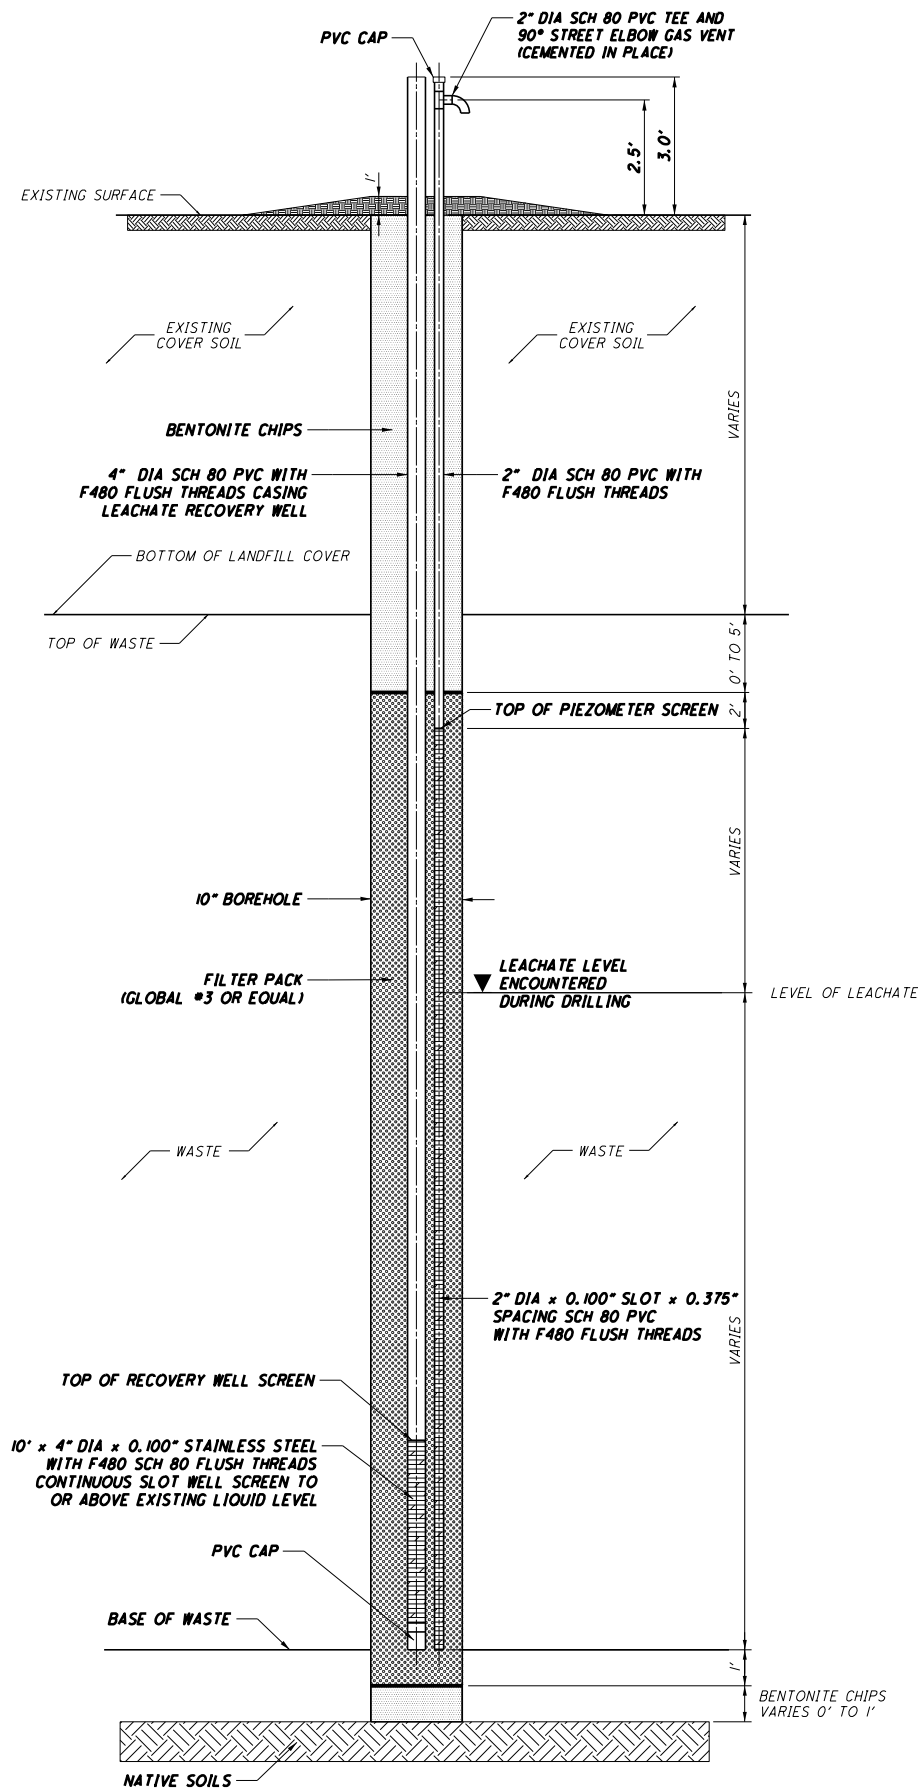 2" DIA SCH 80 PVC TEE AND
90° STREET ELBOW GAS VENT
(CEMENTED IN PLACE)
PVC CAP
2.5'
3.0'
1'
EXISTING SURFACE
EXISTING
COVER SOIL
EXISTING
COVER SOIL
VARIES
BENTONITE CHIPS
4" DIA SCH 80 PVC WITH
F480 FLUSH THREADS CASING
LEACHATE RECOVERY WELL
2" DIA SCH 80 PVC WITH
F480 FLUSH THREADS
BOTTOM OF LANDFILL COVER
TOP OF WASTE
0' TO 5'
2'
TOP OF PIEZOMETER SCREEN
VARIES
10" BOREHOLE
FILTER PACK
(GLOBAL #3 OR EQUAL)
LEACHATE LEVEL
ENCOUNTERED
DURING DRILLING
LEVEL OF LEACHATE
WASTE
WASTE
2" DIA x 0.100" SLOT x 0.375"
SPACING SCH 80 PVC
WITH F480 FLUSH THREADS
VARIES
TOP OF RECOVERY WELL SCREEN
10' x 4" DIA x 0.100" STAINLESS STEEL
WITH F480 SCH 80 FLUSH THREADS
CONTINUOUS SLOT WELL SCREEN TO
OR ABOVE EXISTING LIQUID LEVEL
PVC CAP
BASE OF WASTE
1'
BENTONITE CHIPS
VARIES 0' TO 1'
NATIVE SOILS